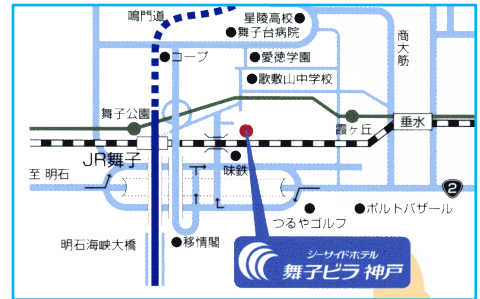 鳴門道
星陵高校
舞子台病院
商大筋
コープ
愛徳学園
歌敷山中学校
舞子公園
霞ヶ丘
垂水
JR舞子
味鉄
至 明石
2
つるやゴルフ
ポルトバザール
明石海峡大橋
移情閣
シーサイドホテル
舞子ビラ 神戸